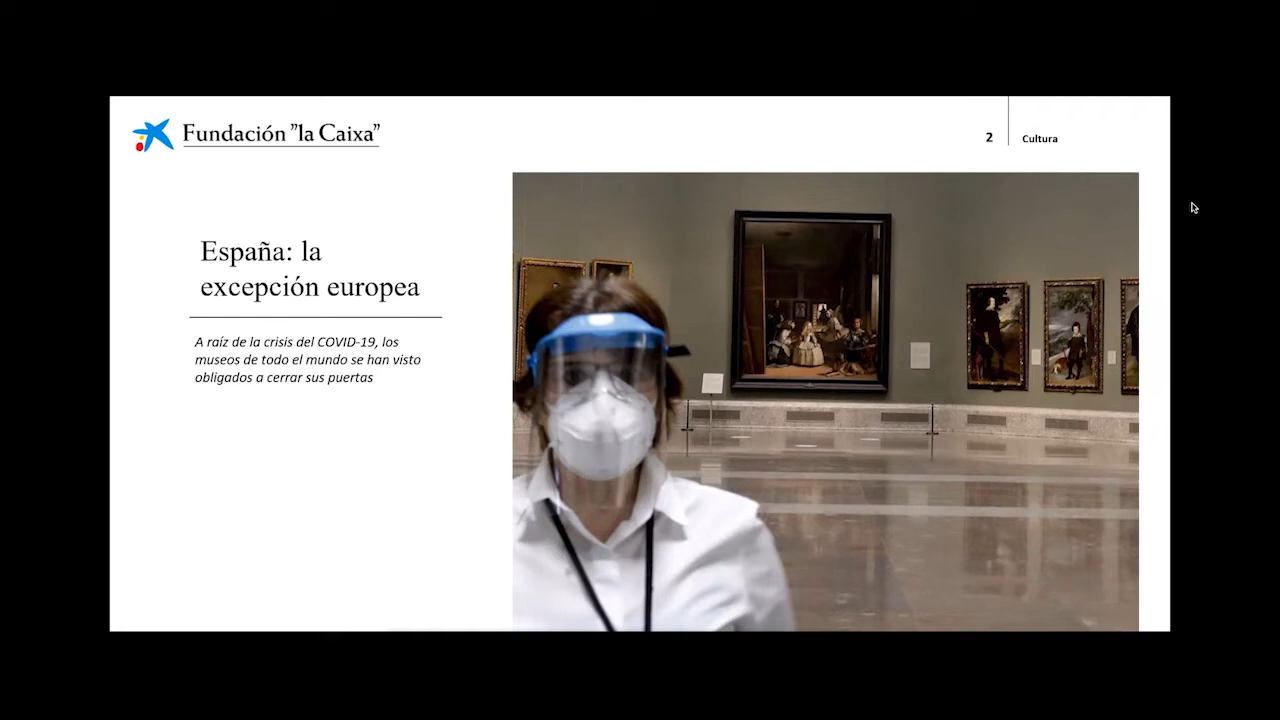 Fundación "la Caixa"
2
Cultura
España: la
excepción europea
A raíz de la crisis del COVID-19, los
museos de todo el mundo se han visto
obligados a cerrar sus puertas